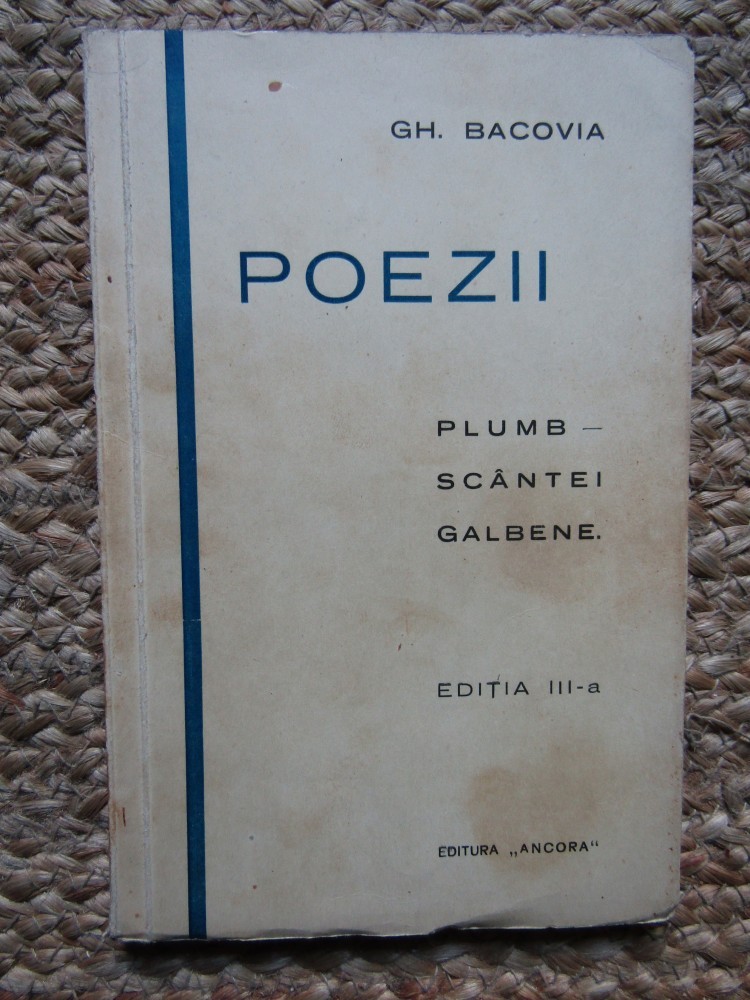 GH. BACOVIA
POEZII
PLUMB —
SCÂNTEI
GALBENE.
EDIȚIA III-a
EDITURA „ANCORA“